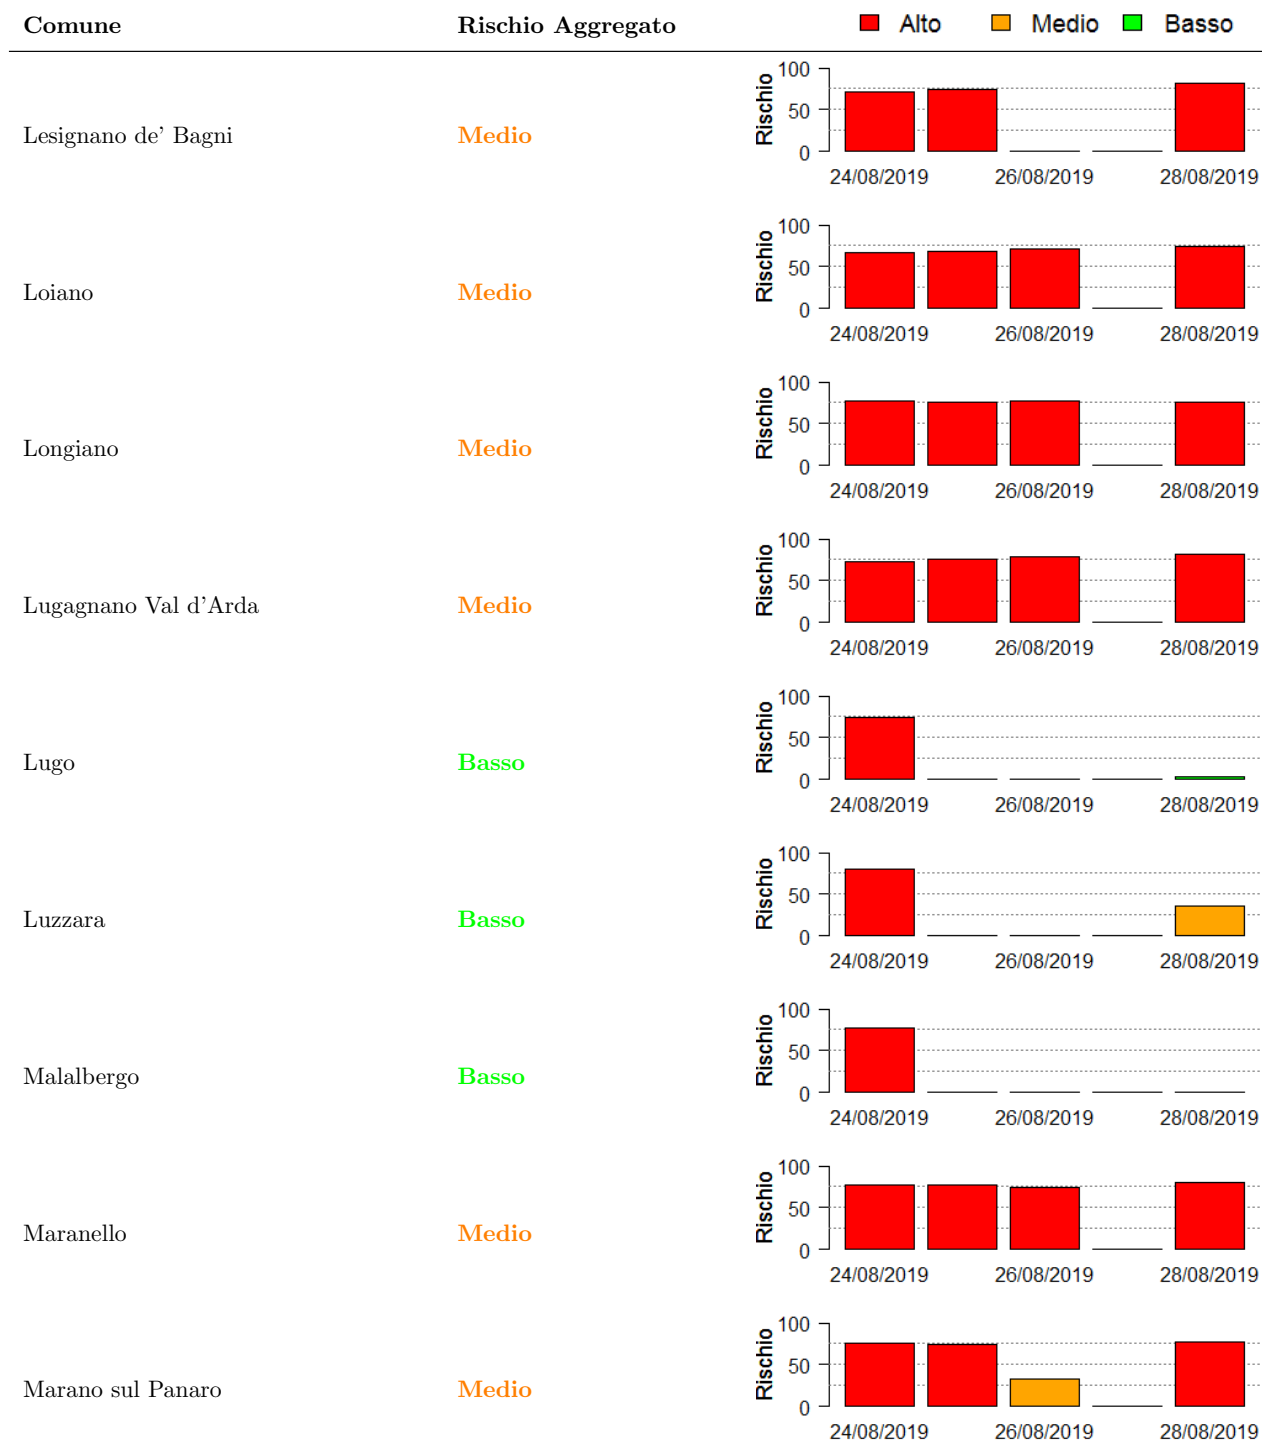 Comune Rischio Aggregato Alto Medio Basso
Lesignano de' Bagni Medio Rischio 100 50 0
24/08/2019 26/08/2019 28/08/2019
Loiano Medio Rischio 100 50 0
24/08/2019 26/08/2019 28/08/2019
Longiano Medio Rischio 100 50 0
24/08/2019 26/08/2019 28/08/2019
Lugagnano Val d'Arda Medio Rischio 100 50 0
24/08/2019 26/08/2019 28/08/2019
Lugo Basso Rischio 100 50 0
24/08/2019 26/08/2019 28/08/2019
Luzzara Basso Rischio 100 50 0
24/08/2019 26/08/2019 28/08/2019
Malalbergo Basso Rischio 100 50 0
24/08/2019 26/08/2019 28/08/2019
Maranello Medio Rischio 100 50 0
24/08/2019 26/08/2019 28/08/2019
Marano sul Panaro Medio Rischio 100 50 0
24/08/2019 26/08/2019 28/08/2019